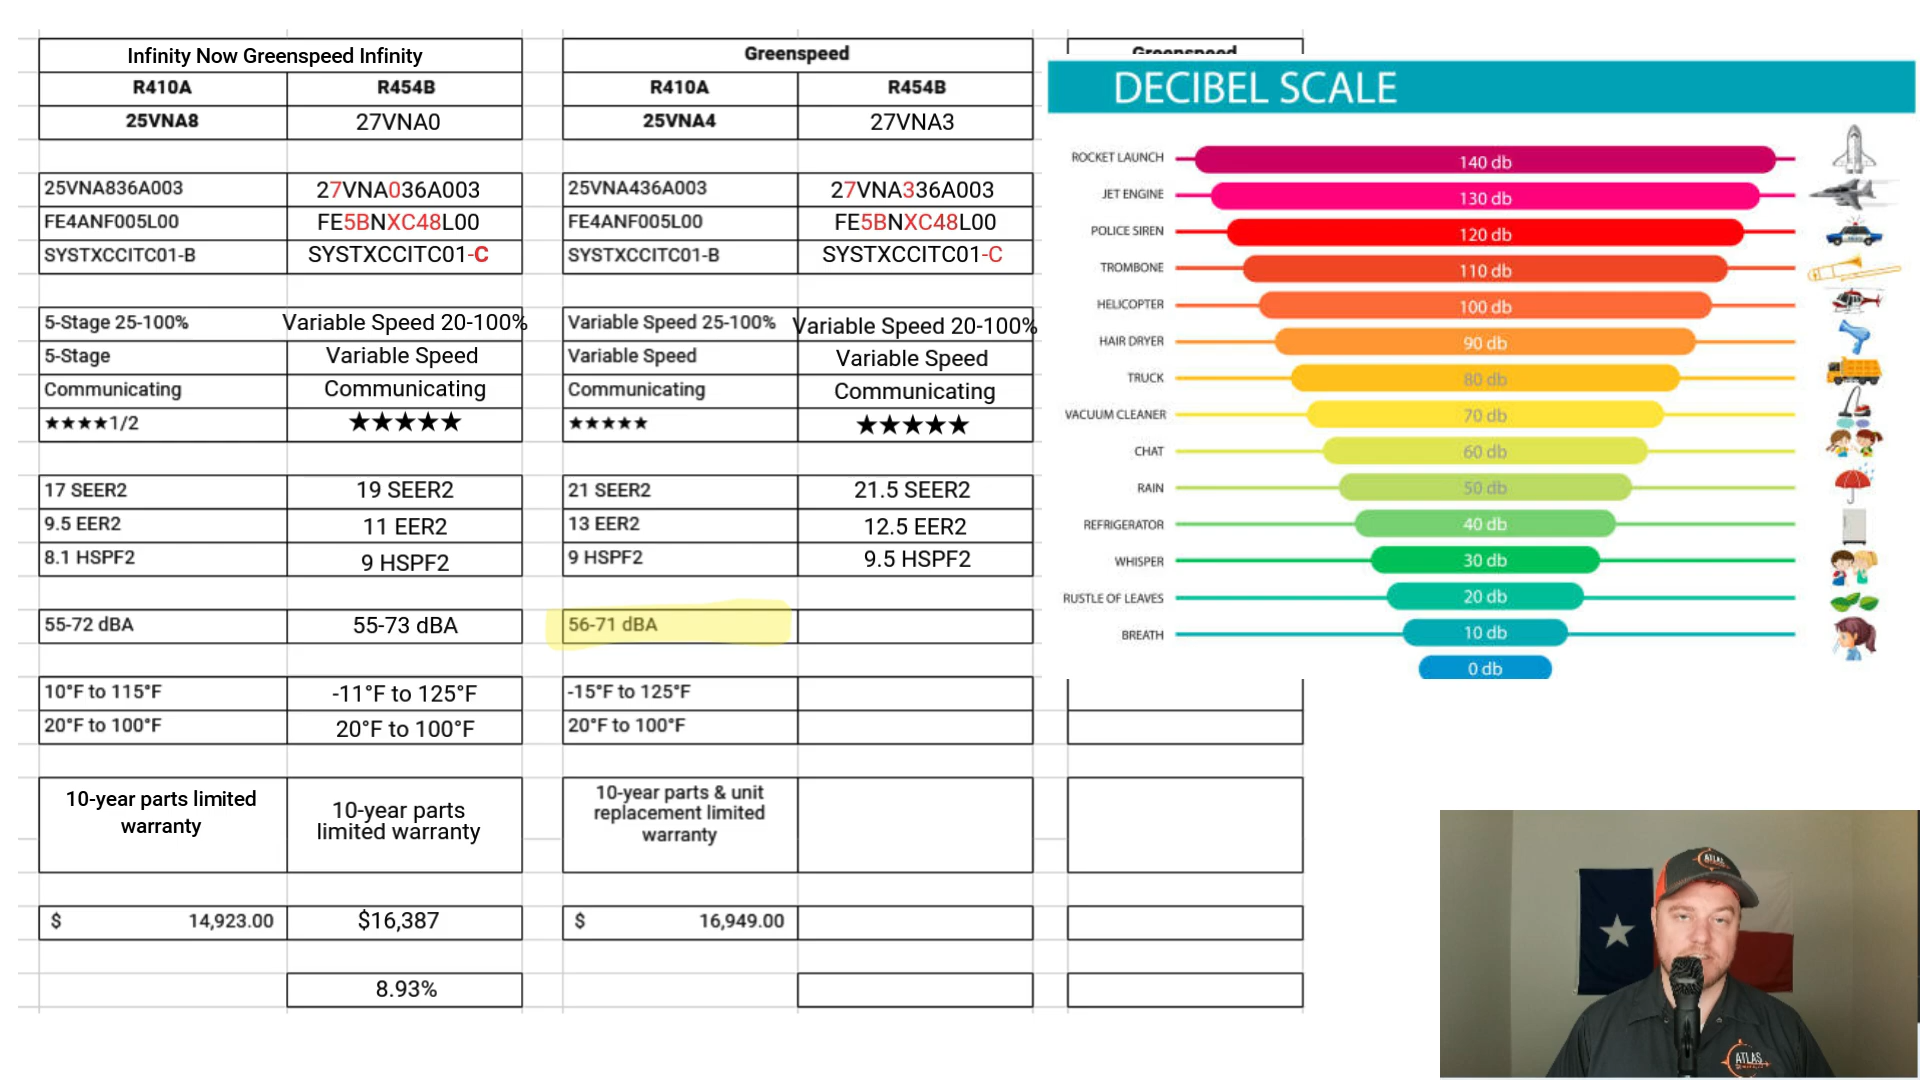 Infinity Now Greenspeed Infinity
R410A R454B
25VNA8 27VNA0
25VNA836A003 27VNA036A003
FE4ANF005L00 FE5BNXC48L00
SYSTXCCITC01-B SYSTXCCITC01-C
5-Stage 25-100% Variable Speed 20-100%
5-Stage Variable Speed
Communicating Communicating
★★★★1/2 ★★★★★
17 SEER2 19 SEER2
9.5 EER2 11 EER2
8.1 HSPF2 9 HSPF2
55-72 dBA 55-73 dBA
10°F to 115°F -11°F to 125°F
20°F to 100°F 20°F to 100°F
10-year parts limited
warranty
10-year parts
limited warranty
$ 14,923.00 $16,387
8.93%
Greenspeed
R410A R454B
25VNA4 27VNA3
25VNA436A003 27VNA336A003
FE4ANF005L00 FE5BNXC48L00
SYSTXCCITC01-B SYSTXCCITC01-C
Variable Speed 25-100% Variable Speed 20-100%
Variable Speed Variable Speed
Communicating Communicating
★★★★★ ★★★★★
21 SEER2 21.5 SEER2
13 EER2 12.5 EER2
9 HSPF2 9.5 HSPF2
56-71 dBA
-15°F to 125°F
20°F to 100°F
10-year parts & unit
replacement limited
warranty
$ 16,949.00
Greenspeed
DECIBEL SCALE
ROCKET LAUNCH 140 db
JET ENGINE 130 db
POLICE SIREN 120 db
TROMBONE 110 db
HELICOPTER 100 db
HAIR DRYER 90 db
TRUCK 80 db
VACUUM CLEANER 70 db
CHAT 60 db
RAIN 50 db
REFRIGERATOR 40 db
WHISPER 30 db
RUSTLE OF LEAVES 20 db
BREATH 10 db
0 db
ATLAS
ATLAS